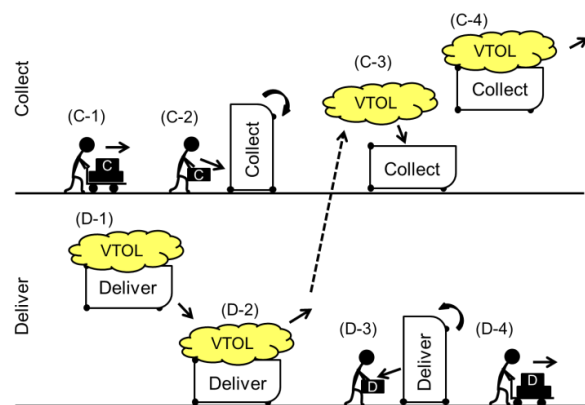 Collect
(C-1)
C
(C-2)
C
Collect
(C-3)
VTOL
Collect
(C-4)
VTOL
Collect
Deliver
(D-1)
VTOL
Deliver
(D-2)
VTOL
Deliver
(D-3)
D
Deliver
(D-4)
D